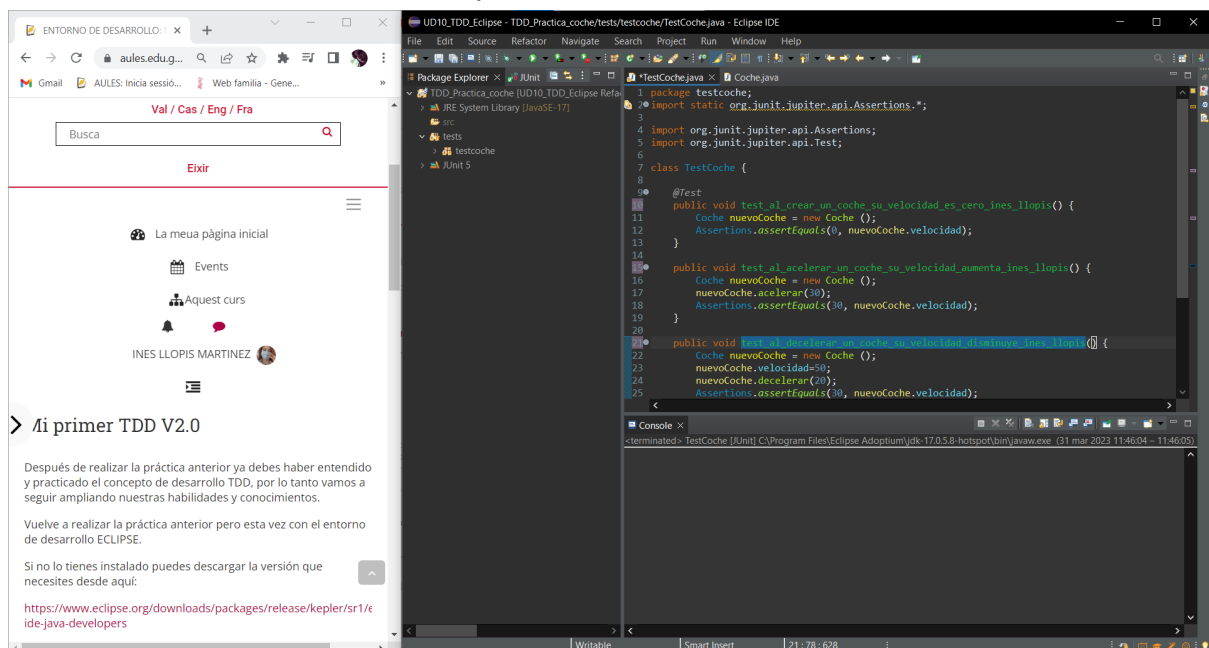 ENTORNO DE DESARROLLO:
aules.edu.g...
Gmail
AULES: Inicia sessió...
Web familia - Gene...
»
Val / Cas / Eng / Fra
Busca
Eixir
La meua pàgina inicial
Events
Aquest curs
INES LLOPIS MARTINEZ
Mi primer TDD V2.0
Después de realizar la práctica anterior ya debes haber entendido
y practicado el concepto de desarrollo TDD, por lo tanto vamos a
seguir ampliando nuestras habilidades y conocimientos.
Vuelve a realizar la práctica anterior pero esta vez con el entorno
de desarrollo ECLIPSE.
Si no lo tienes instalado puedes descargar la versión que
necesites desde aquí:
https://www.eclipse.org/downloads/packages/release/kepler/sr1/e
ide-java-developers
UD10_TDD_Eclipse - TDD_Practica_coche/tests/testcoche/TestCoche.java - Eclipse IDE
File Edit Source Refactor Navigate Search Project Run Window Help
Package Explorer
JUnit
TDD_Practica_coche [UD10_TDD_Eclipse Refa
JRE System Library [JavaSE-17]
src
tests
testcoche
JUnit 5
*TestCoche.java
Coche.java
1 package testcoche;
2 import static org.junit.jupiter.api.Assertions.*;
3
4 import org.junit.jupiter.api.Assertions;
5 import org.junit.jupiter.api.Test;
6
7 class TestCoche {
8
9 @Test
10 public void test_al_crear_un_coche_su_velocidad_es_cero_ines_llopis() {
11 Coche nuevoCoche = new Coche ();
12 Assertions.assertEquals(0, nuevoCoche.velocidad);
13 }
14
15 public void test_al_acelerar_un_coche_su_velocidad_aumenta_ines_llopis() {
16 Coche nuevoCoche = new Coche ();
17 nuevoCoche.acelerar(30);
18 Assertions.assertEquals(30, nuevoCoche.velocidad);
19 }
20
21 public void test_al_decelerar_un_coche_su_velocidad_disminuye_ines_llopis() {
22 Coche nuevoCoche = new Coche ();
23 nuevoCoche.velocidad=50;
24 nuevoCoche.decelerar(20);
25 Assertions.assertEquals(30, nuevoCoche.velocidad);
Console
<terminated> TestCoche [JUnit] C:\Program Files\Eclipse Adoptium\jdk-17.0.5.8-hotspot\bin\javaw.exe (31 mar 2023 11:46:04 – 11:46:05)
Writable
Smart Insert
21 : 78 : 628